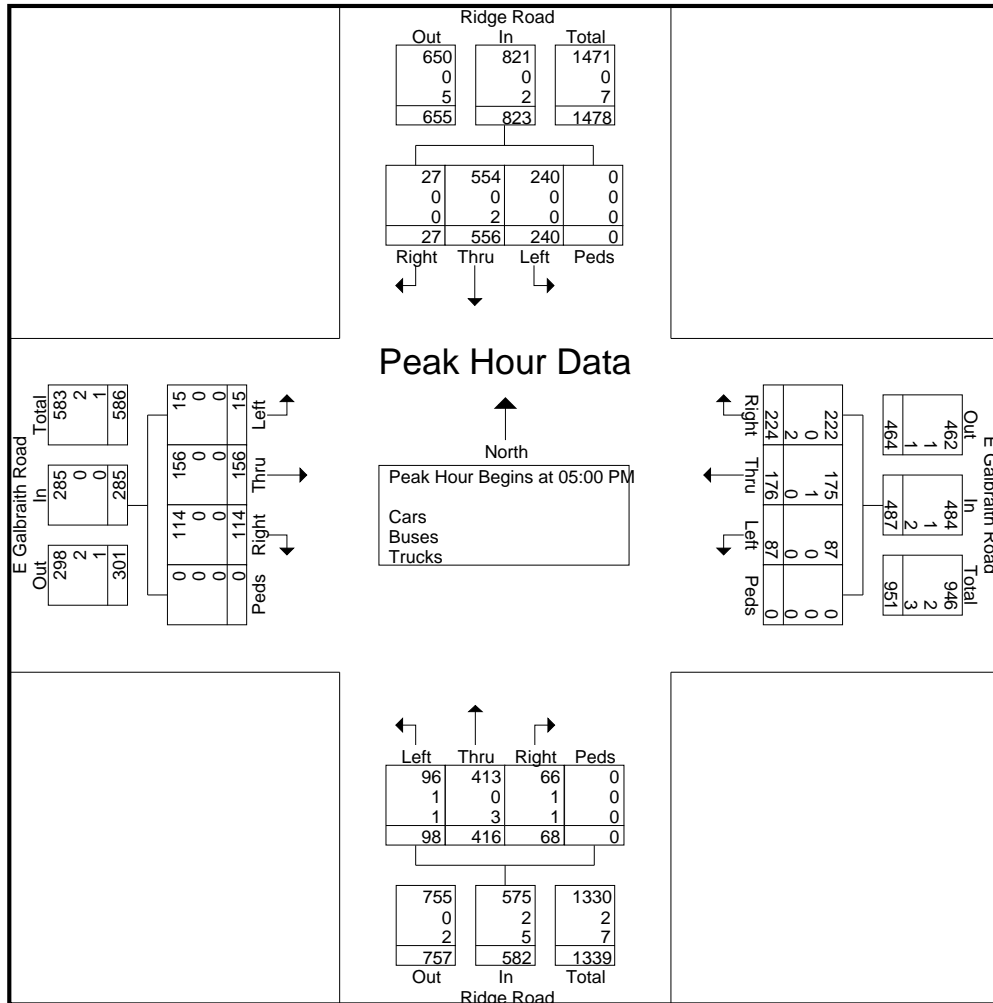 Ridge Road
Out In Total
650 821 1471
0 0 0
5 2 7
655 823 1478
27 554 240 0
0 0 0 0
0 2 0 0
27 556 240 0
Right Thru Left Peds
Peak Hour Data
North
Peak Hour Begins at 05:00 PM
Cars
Buses
Trucks
E Galbraith Road
Out In Total
298 285 583
2 0 2
1 0 1
301 285 586
Peds Right Thru Left
0 114 156 15
0 0 0 0
0 0 0 0
0 114 156 15
E Galbraith Road
Out In Total
462 484 946
1 1 2
1 2 3
464 487 951
Right Thru Left Peds
222 175 87 0
0 1 0 0
2 0 0 0
224 176 87 0
Left Thru Right Peds
96 413 66 0
1 0 1 0
1 3 1 0
98 416 68 0
755 575 1330
0 2 2
2 5 7
757 582 1339
Out In Total
Ridge Road